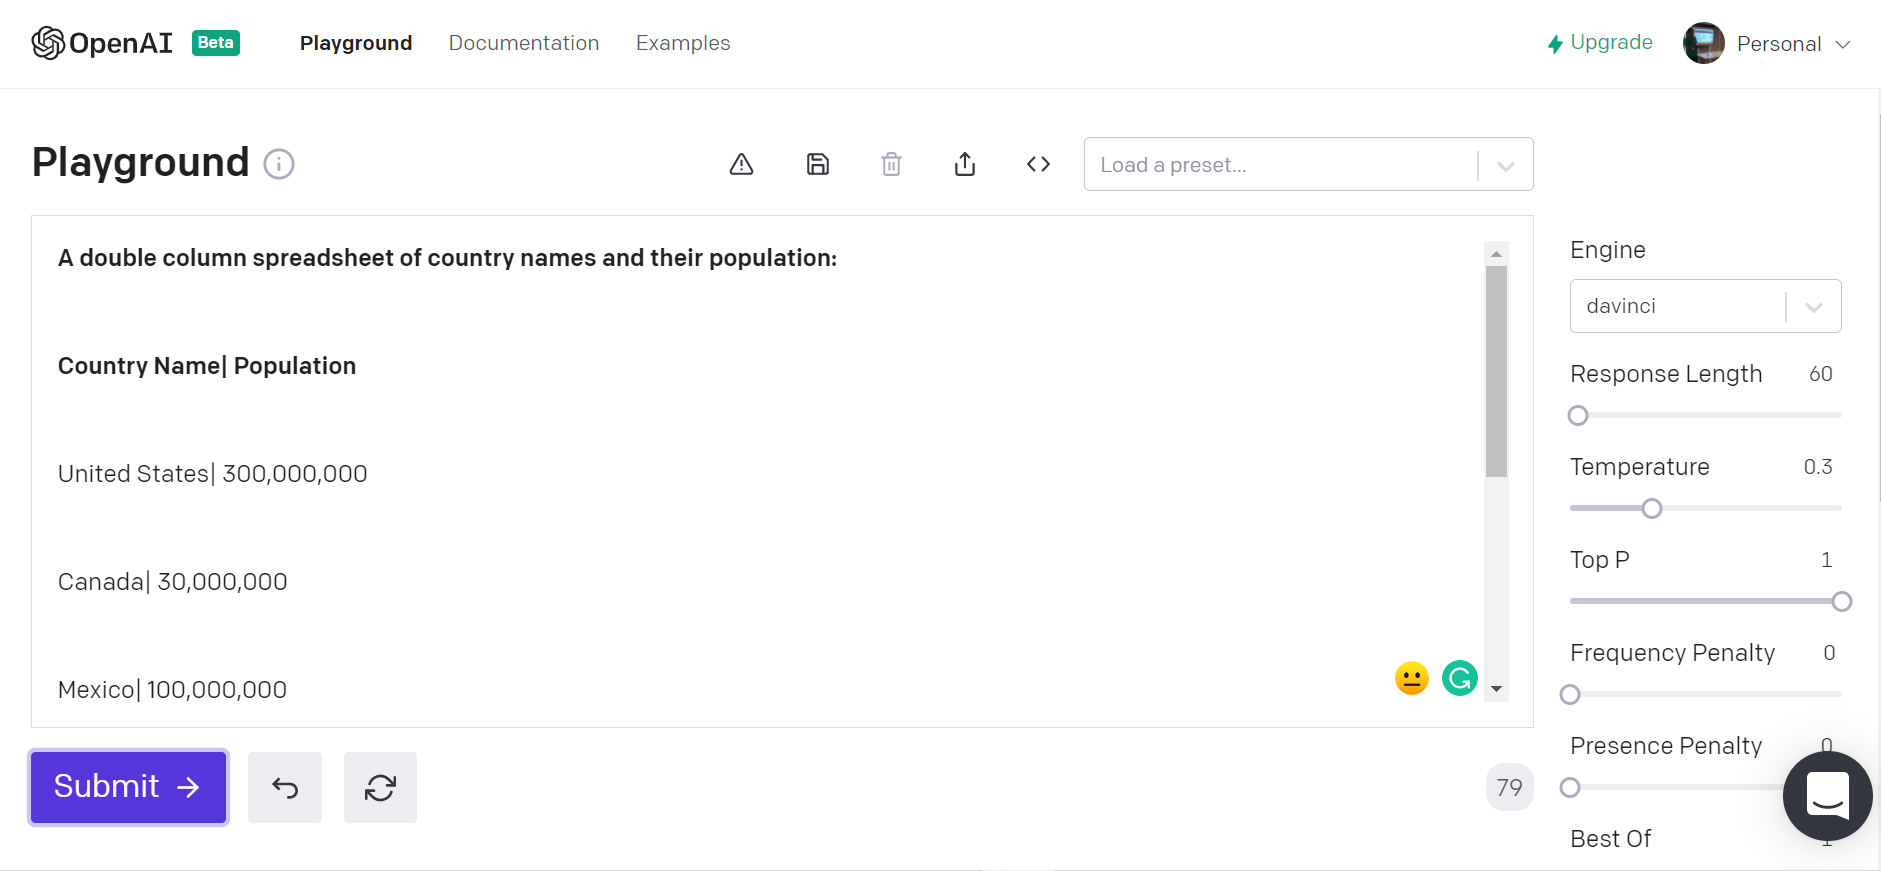 OpenAI Beta Playground Documentation Examples Upgrade Personal
Playground Load a preset...
A double column spreadsheet of country names and their population:
Country Name| Population
United States| 300,000,000
Canada| 30,000,000
Mexico| 100,000,000
Submit
79
Engine
davinci
Response Length 60
Temperature 0.3
Top P 1
Frequency Penalty 0
Presence Penalty 0
Best Of